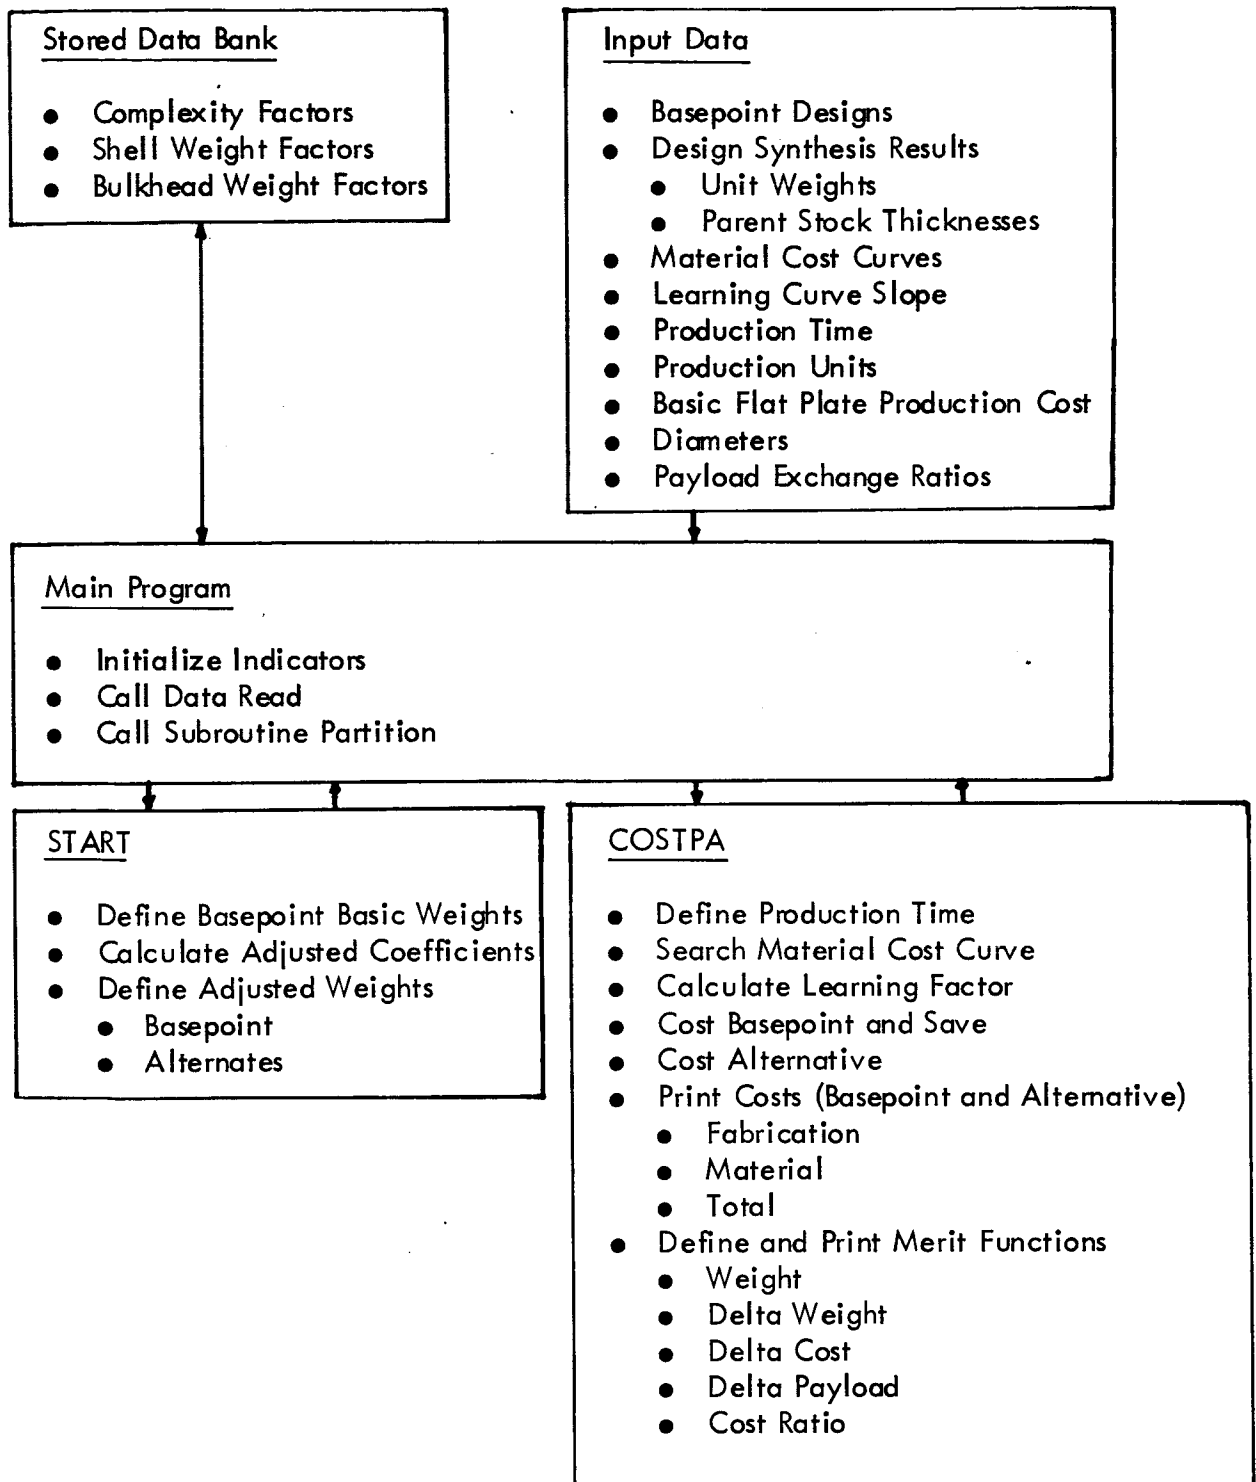 Stored Data Bank
● Complexity Factors
● Shell Weight Factors
● Bulkhead Weight Factors
Input Data
● Basepoint Designs
● Design Synthesis Results
● Unit Weights
● Parent Stock Thicknesses
● Material Cost Curves
● Learning Curve Slope
● Production Time
● Production Units
● Basic Flat Plate Production Cost
● Diameters
● Payload Exchange Ratios
Main Program
● Initialize Indicators
● Call Data Read
● Call Subroutine Partition
START
● Define Basepoint Basic Weights
● Calculate Adjusted Coefficients
● Define Adjusted Weights
● Basepoint
● Alternates
COSTPA
● Define Production Time
● Search Material Cost Curve
● Calculate Learning Factor
● Cost Basepoint and Save
● Cost Alternative
● Print Costs (Basepoint and Alternative)
● Fabrication
● Material
● Total
● Define and Print Merit Functions
● Weight
● Delta Weight
● Delta Cost
● Delta Payload
● Cost Ratio